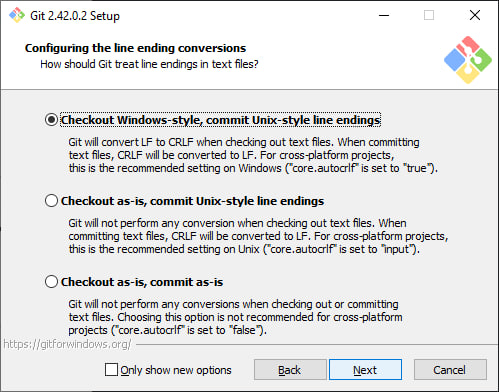 Git 2.42.0.2 Setup
Configuring the line ending conversions
How should Git treat line endings in text files?
Checkout Windows-style, commit Unix-style line endings
Git will convert LF to CRLF when checking out text files. When committing
text files, CRLF will be converted to LF. For cross-platform projects,
this is the recommended setting on Windows ("core.autocrlf" is set to "true").
Checkout as-is, commit Unix-style line endings
Git will not perform any conversion when checking out text files. When
committing text files, CRLF will be converted to LF. For cross-platform projects,
this is the recommended setting on Unix ("core.autocrlf" is set to "input").
Checkout as-is, commit as-is
Git will not perform any conversions when checking out or committing
text files. Choosing this option is not recommended for cross-platform
projects ("core.autocrlf" is set to "false").
https://gitforwindows.org/
Only show new options
Back
Next
Cancel